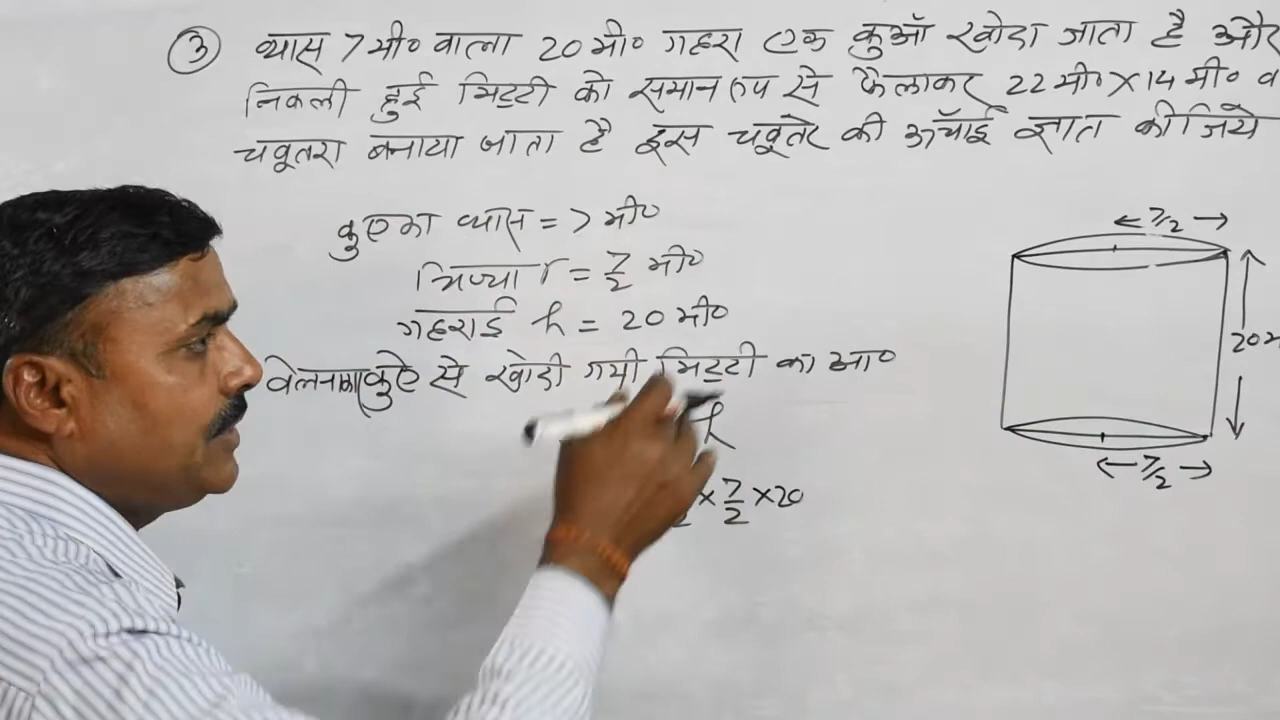 ③ व्यास 7 मी० वाला 20 मी० गहरा एक कुआँ खोदा जाता है और
निकली हुई मिट्टी को समान रूप से फैलाकर 22 मी० × 14 मी० व
चबूतरा बनाया जाता है इस चबूतरे की ऊँचाई ज्ञात कीजिये
कुएका व्यास = 7 मी०
त्रिज्या r = 7/2 मी०
गहराई h = 20 मी०
कुऐ से खोदी गयी मिट्टी का आ०
h
× 7/2 × 20
7/2
20
7/2